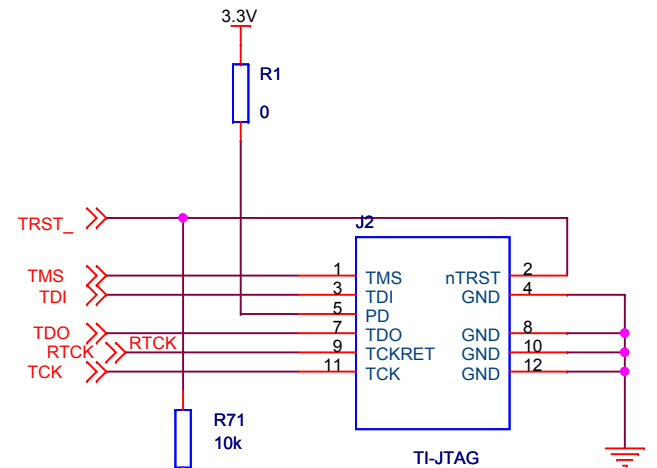 3.3V
R1
0
TRST_
J2
TMS 1 TMS nTRST 2
TDI 3 TDI GND 4
5 PD
TDO 7 TDO GND 8
RTCK RTCK 9 TCKRET GND 10
TCK 11 TCK GND 12
R71
10k
TI-JTAG